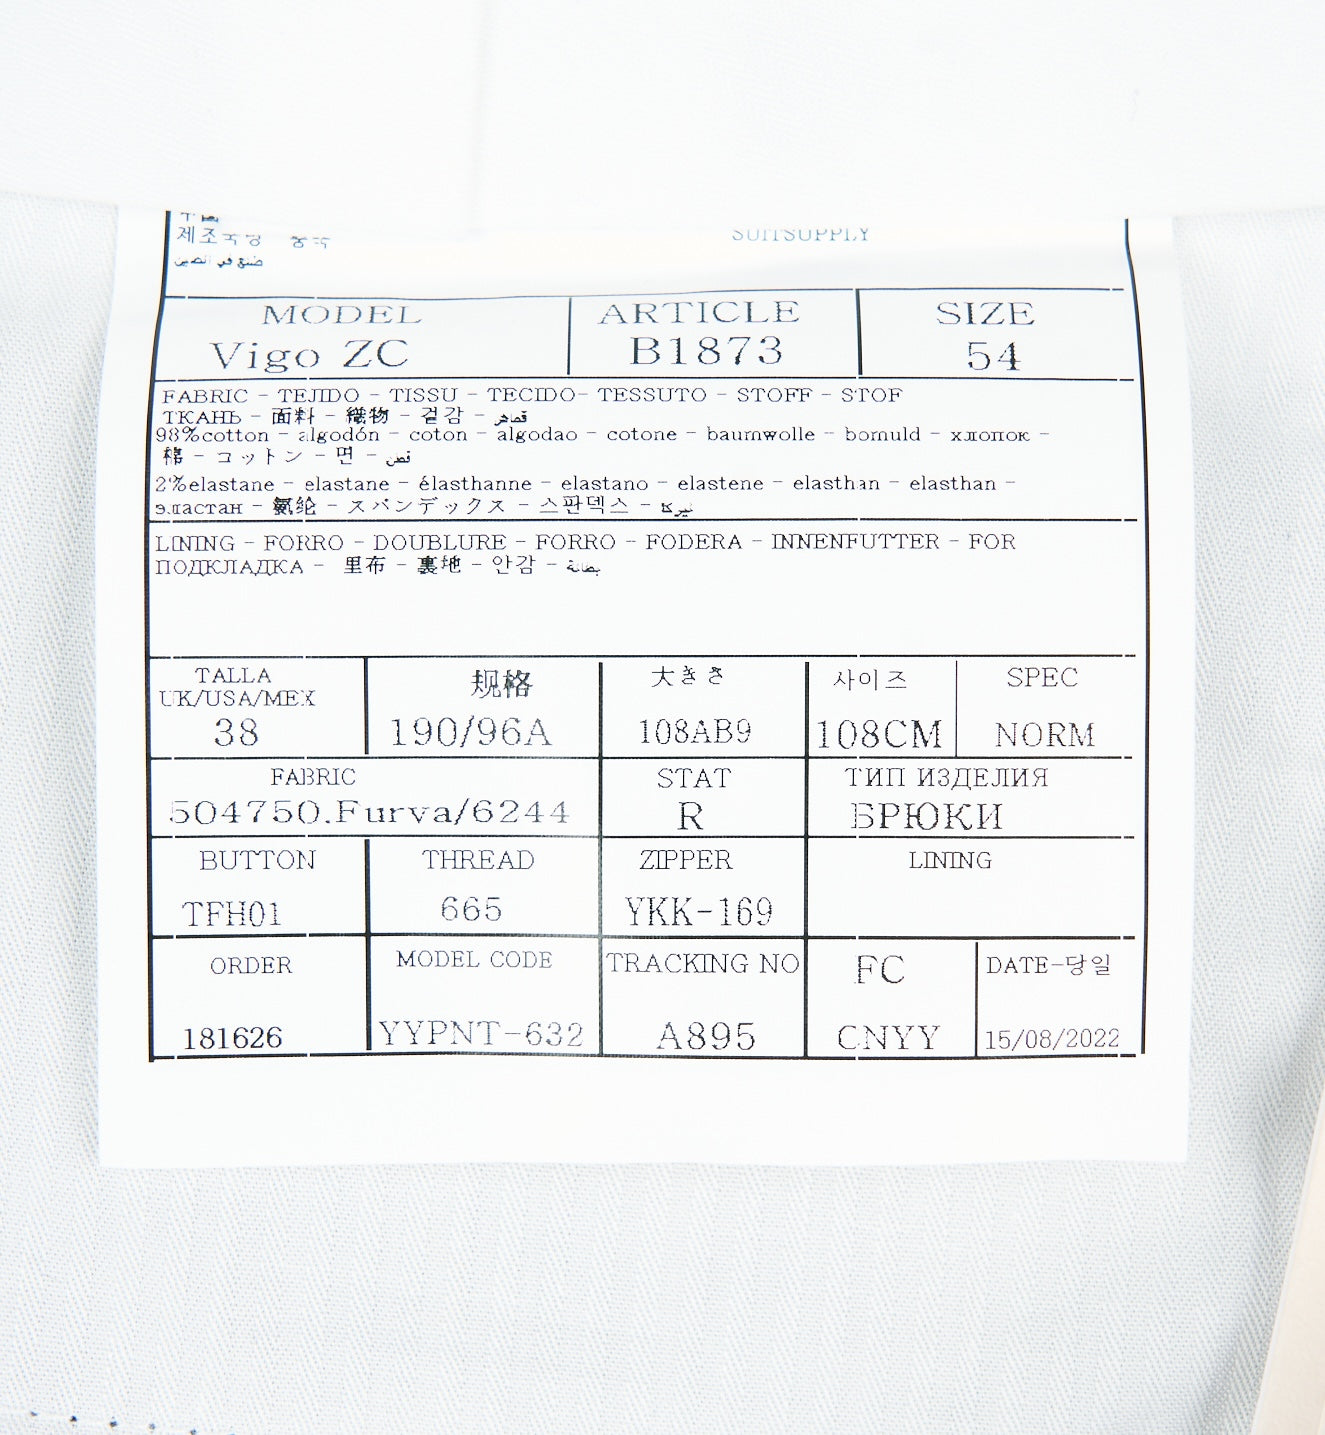 제조국명 중국
صنع في الصين
SUITSUPPLY
MODEL ARTICLE SIZE
Vigo ZC B1873 54
FABRIC - TEJIDO - TISSU - TECIDO- TESSUTO - STOFF - STOF
ТКАНЬ - 面料 - 織物 - 겉감 - قماش
98%cotton - algodón - coton - algodao - cotone - baumwolle - bomuld - хлопок -
棉 - コットン - 면 -
2%elastane - elastane - élasthanne - elastano - elastene - elasthan - elasthan -
эластан - 氨纶 - スパンデックス - 스판덱스 -
LINING - FORRO - DOUBLURE - FORRO - FODERA - INNENFUTTER - FOR
ПОДКЛАДКА - 里布 - 裏地 - 안감 - بطانة
TALLA 规格 大きさ 사이즈 SPEC
UK/USA/MEX
38 190/96A 108AB9 108CM NORM
FABRIC STAT ТИП ИЗДЕЛИЯ
504750.Furva/6244 R БРЮКИ
BUTTON THREAD ZIPPER LINING
TFH01 665 YKK-169
ORDER MODEL CODE TRACKING NO FC DATE-당일
181626 YYPNT-632 A895 CNYY 15/08/2022